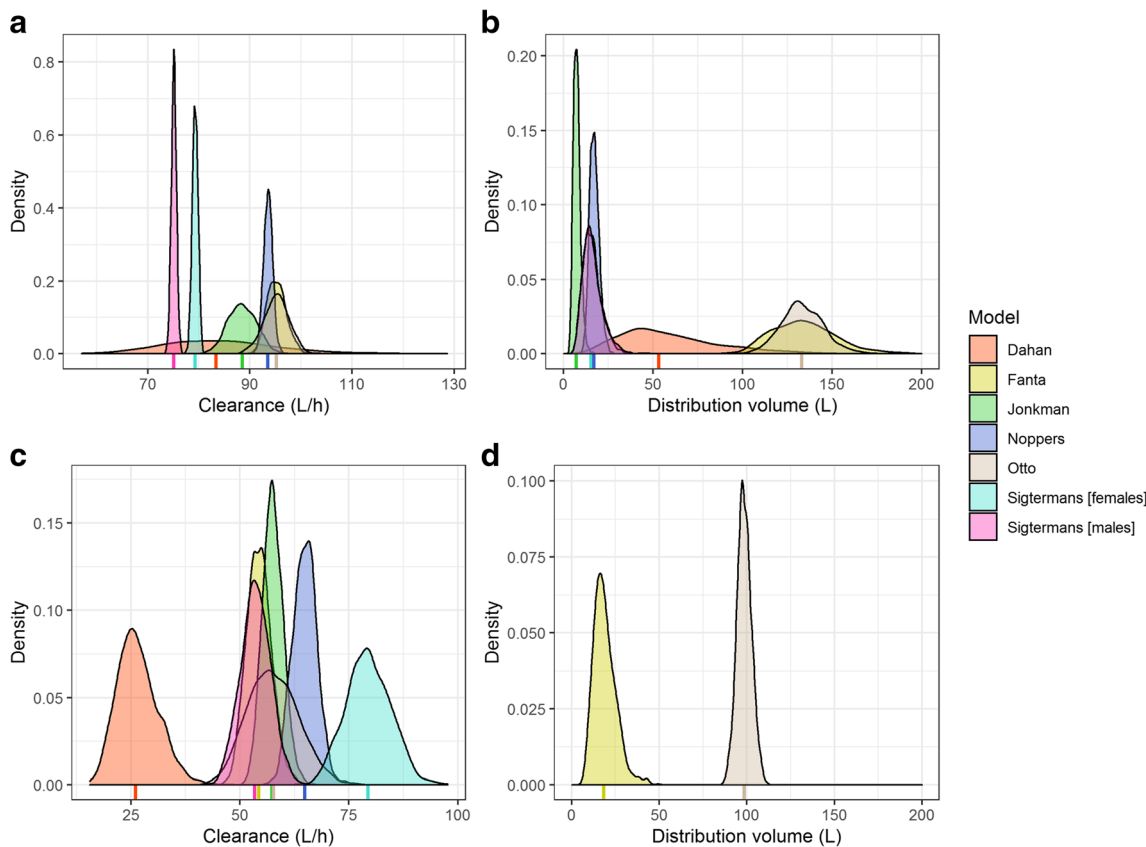 a
0.8
0.6
0.4
0.2
0.0
Density
70
90
110
130
Clearance (L/h)
b
0.20
0.15
0.10
0.05
0.00
Density
0
50
100
150
200
Distribution volume (L)
c
0.15
0.10
0.05
0.00
Density
25
50
75
100
Clearance (L/h)
d
0.100
0.075
0.050
0.025
0.000
Density
0
50
100
150
200
Distribution volume (L)
Model
Dahan
Fanta
Jonkman
Noppers
Otto
Sigtermans [females]
Sigtermans [males]